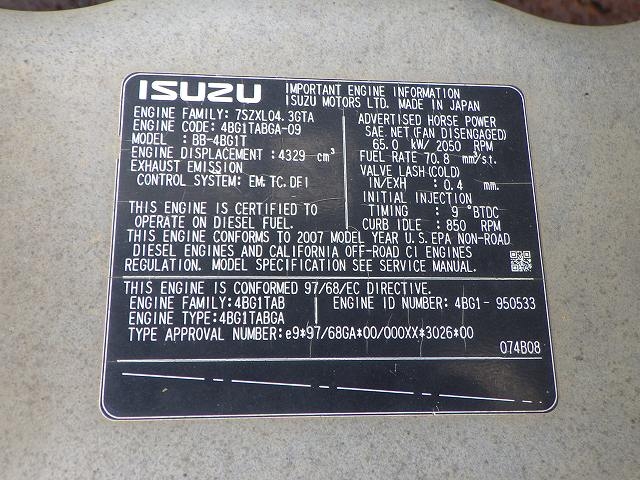 ISUZU
IMPORTANT ENGINE INFORMATION
ISUZU MOTORS LTD. MADE IN JAPAN
ENGINE FAMILY: 7SZXL04.3GTA
ENGINE CODE: 4BG1TABGA-09
MODEL : BB-4BG1T
ENGINE DISPLACEMENT:4329 cm³
EXHAUST EMISSION
CONTROL SYSTEM: EM,TC,DFI
THIS ENGINE IS CERTIFIED TO
OPERATE ON DIESEL FUEL.
ADVERTISED HORSE POWER
SAE NET(FAN DISENGAGED)
65.0 kW/ 2050 RPM
FUEL RATE 70.8 mm³/st.
VALVE LASH(COLD)
IN/EXH : 0.4 mm.
INITIAL INJECTION
TIMING : 9 °BTDC
CURB IDLE : 850 RPM
THIS ENGINE CONFORMS TO 2007 MODEL YEAR U.S.EPA NON-ROAD
DIESEL ENGINES AND CALIFORNIA OFF-ROAD CI ENGINES
REGULATION. MODEL SPECIFICATION SEE SERVICE MANUAL.
THIS ENGINE IS CONFORMED 97/68/EC DIRECTIVE.
ENGINE FAMILY:4BG1TAB
ENGINE ID NUMBER: 4BG1- 950533
ENGINE TYPE:4BG1TABGA
TYPE APPROVAL NUMBER:e9*97/68GA*00/000XX*3026*00
074B08